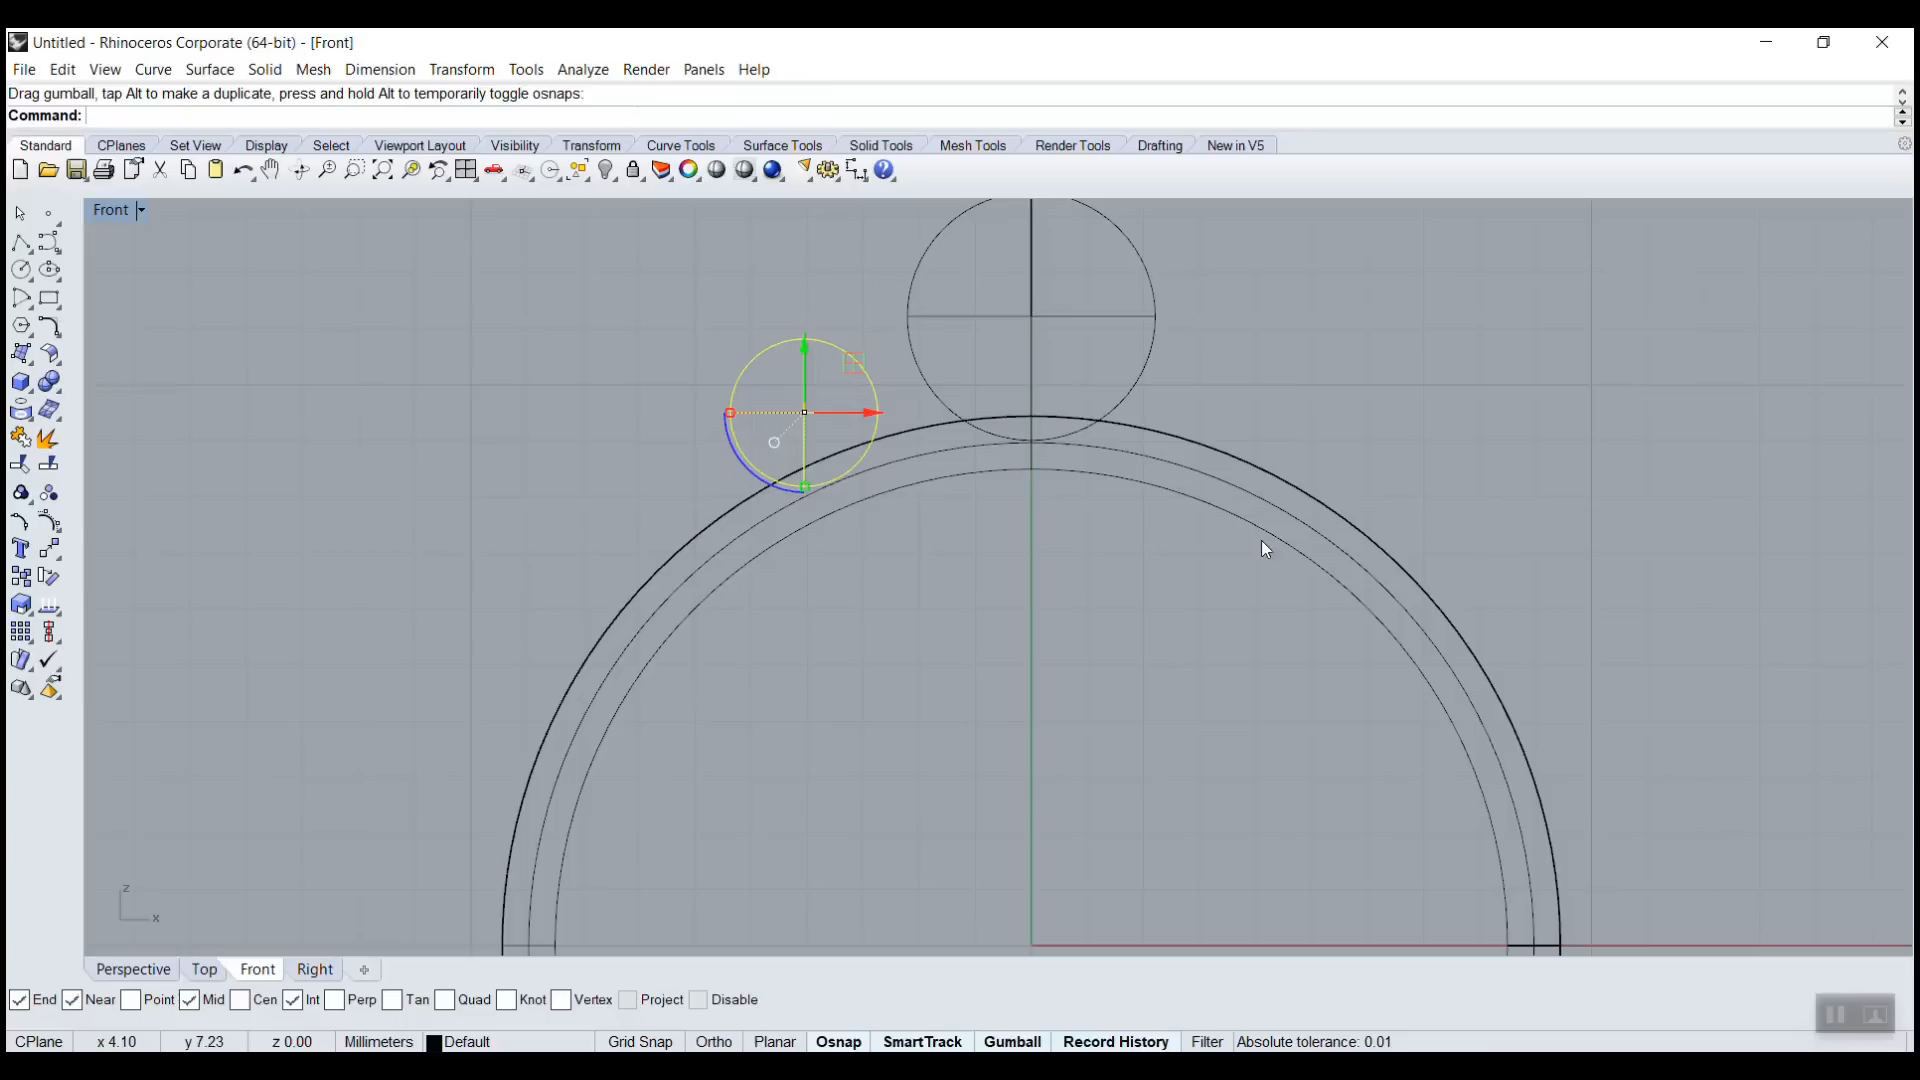 Untitled - Rhinoceros Corporate (64-bit) - [Front]
File Edit View Curve Surface Solid Mesh Dimension Transform Tools Analyze Render Panels Help
Drag gumball, tap Alt to make a duplicate, press and hold Alt to temporarily toggle osnaps:
Command:
Standard CPlanes Set View Display Select Viewport Layout Visibility Transform Curve Tools Surface Tools Solid Tools Mesh Tools Render Tools Drafting New in V5
Front
z
x
Perspective Top Front Right
End Near Point Mid Cen Int Perp Tan Quad Knot Vertex Project Disable
CPlane x 4.10 y 7.23 z 0.00 Millimeters Default Grid Snap Ortho Planar Osnap SmartTrack Gumball Record History Filter Absolute tolerance: 0.01